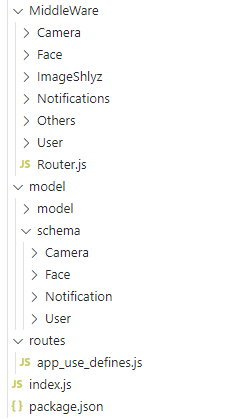 MiddleWare
Camera
Face
ImageShlyz
Notifications
Others
User
JS Router.js
model
model
schema
Camera
Face
Notification
User
routes
JS app_use_defines.js
JS index.js
{} package.json